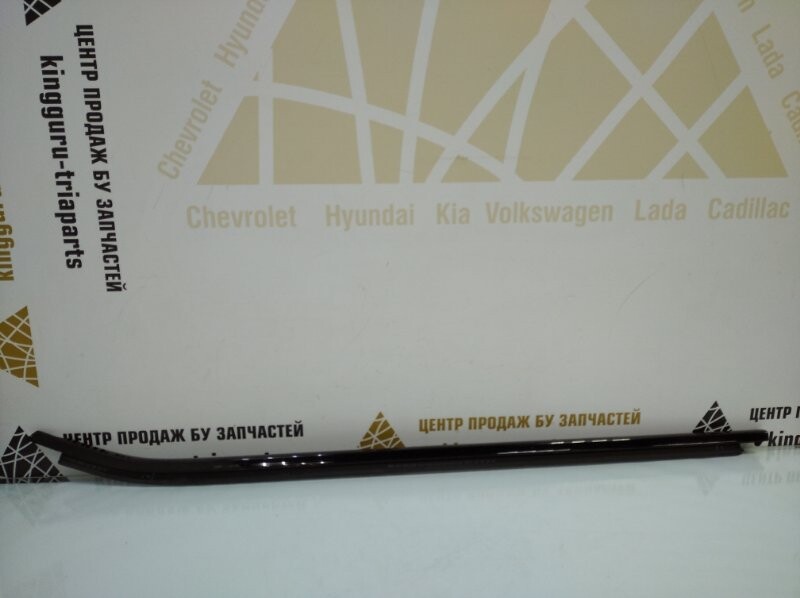 ЦЕНТР ПРОДАЖ БУ ЗАПЧАСТЕЙ
kingguru-triaparts
Chevrolet Hyundai
Lada
Chevrolet Hyundai Kia Volkswagen Lada Cadillac
ЦЕНТР ПРОДАЖ БУ ЗАПЧАСТЕЙ
ЦЕНТР ПРОДАЖ БУ ЗАПЧАСТЕЙ
ЦЕНТР